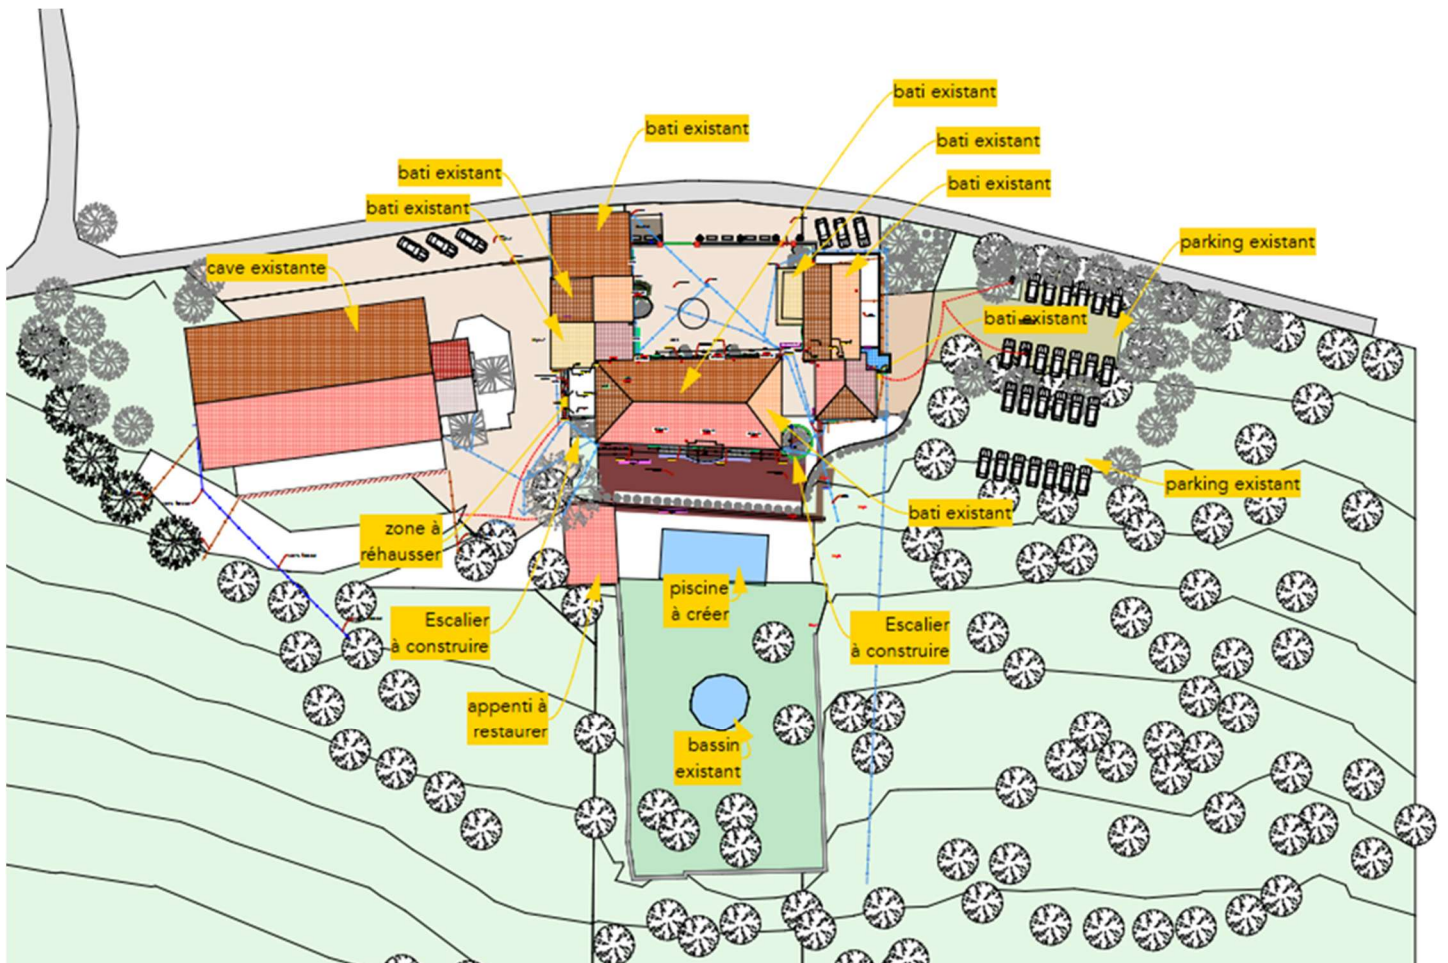 bati existant
bati existant
bati existant
bati existant
bati existant
bati existant
parking existant
cave existante
bati existant
parking existant
bati existant
zone à
réhausser
piscine
à créer
Escalier
à construire
Escalier
à construire
appenti à
restaurer
bassin
existant